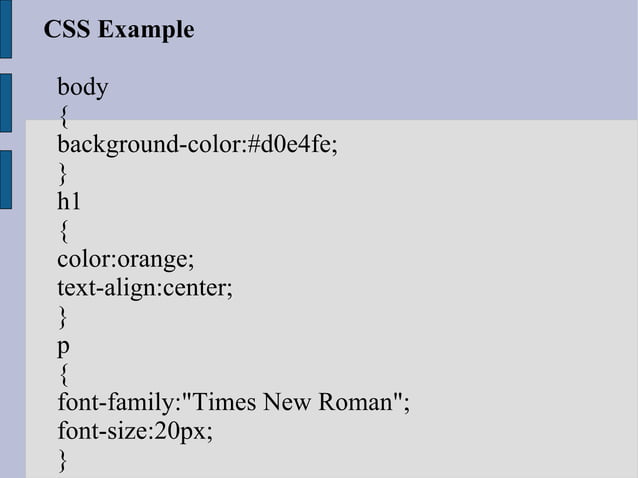 CSS Example
body
{
background-color:#d0e4fe;
}
h1
{
color:orange;
text-align:center;
}
p
{
font-family:"Times New Roman";
font-size:20px;
}